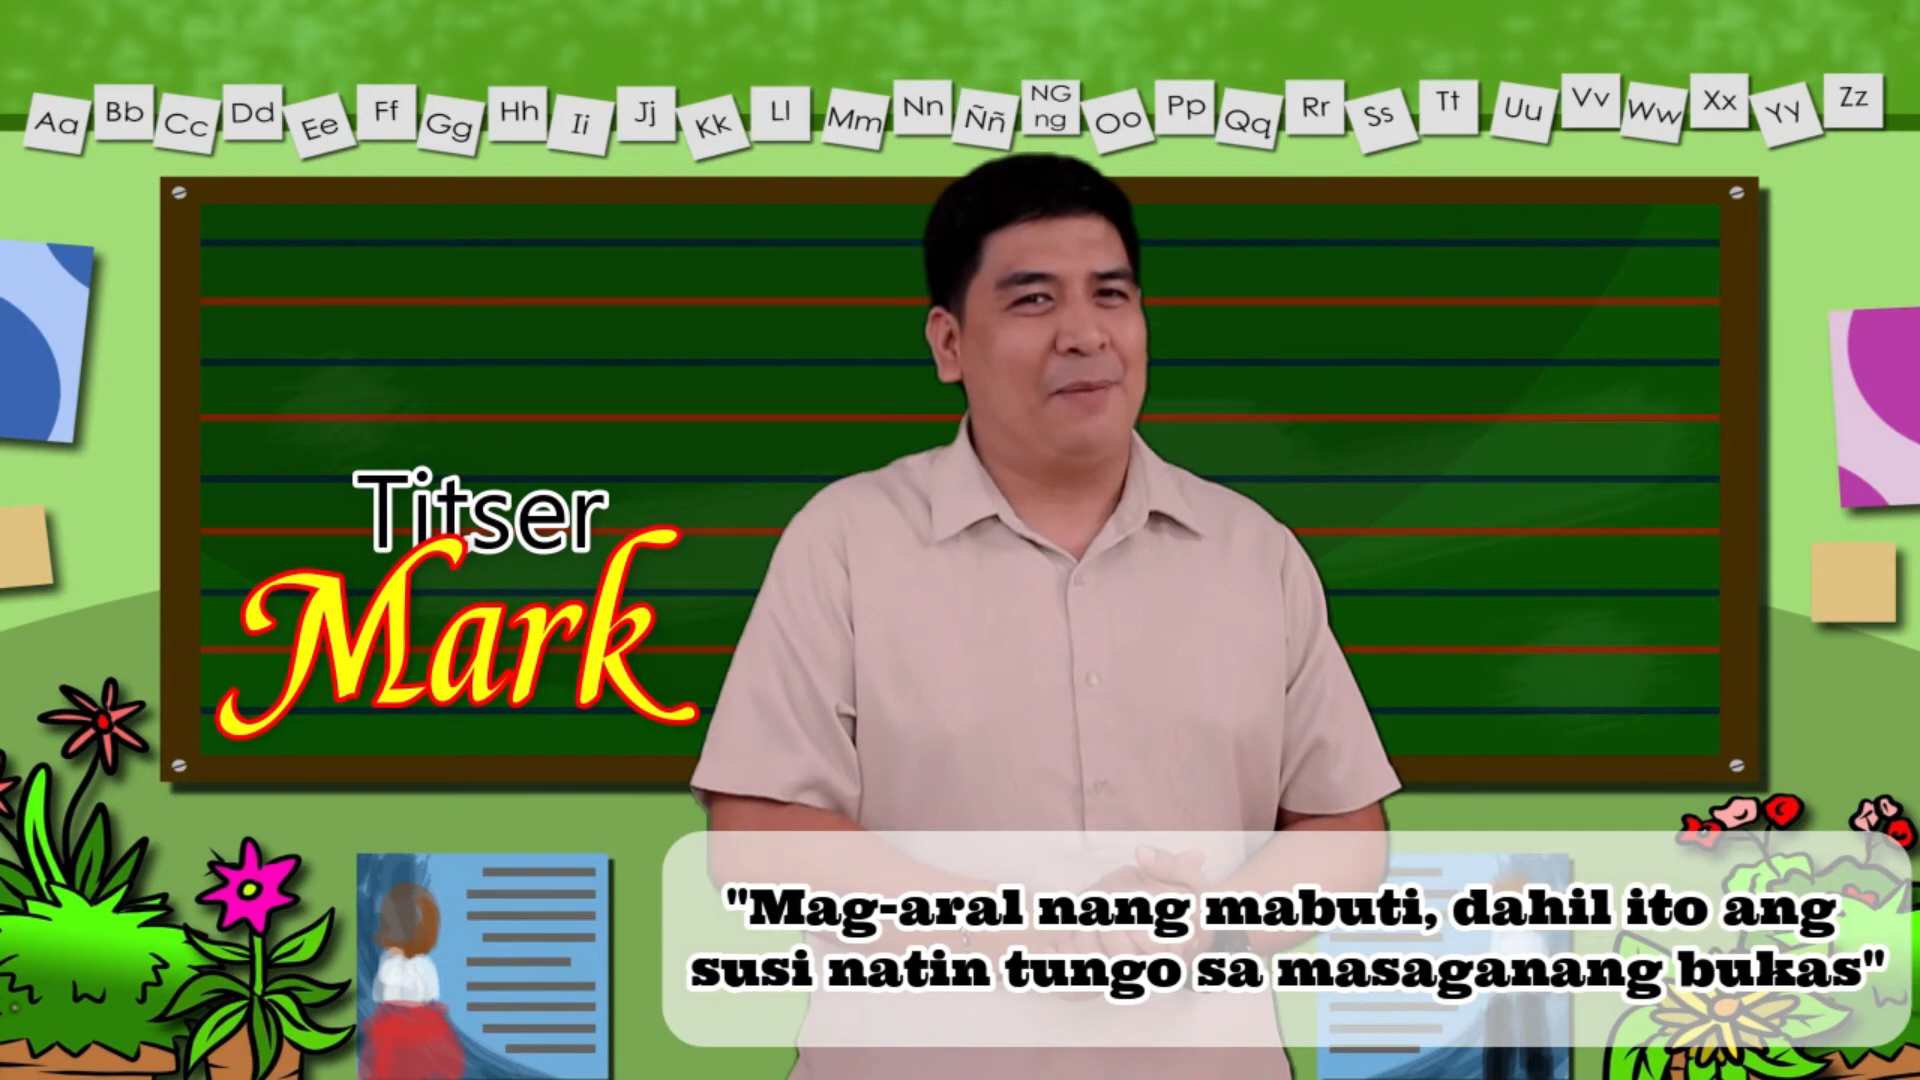 Aa Bb Cc Dd Ee Ff Gg Hh Ii Jj Kk Ll Mm Nn Ññ NG ng Oo Pp Qq Rr Ss Tt Uu Vv Ww Xx Yy Zz
Titser
Mark
"Mag-aral nang mabuti, dahil ito ang
susi natin tungo sa masaganang bukas"